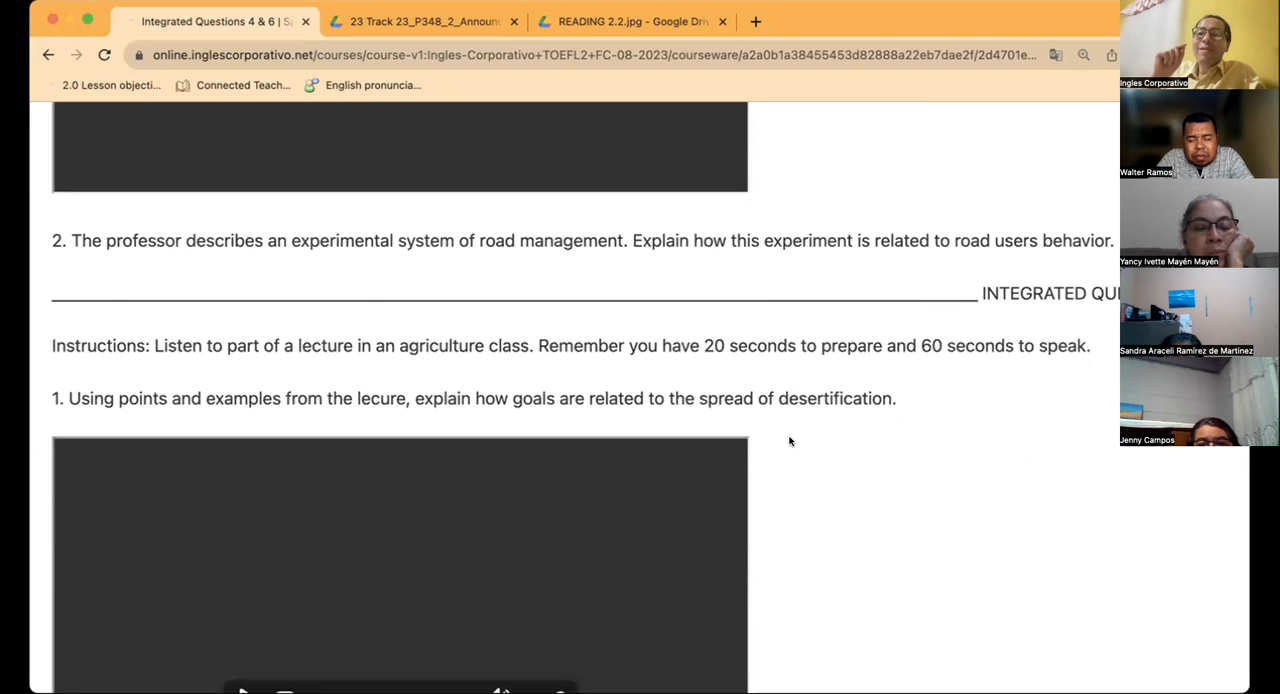 Integrated Questions 4 & 6 | S
23 Track 23_P348_2_Announ
READING 2.2.jpg - Google Dri
online.inglescorporativo.net/courses/course-v1:Ingles-Corporativo+TOEFL2+FC-08-2023/courseware/a2a0b1a38455453d82888a22eb7dae2f/2d4701e...
2.0 Lesson objecti...
Connected Teach...
English pronuncia...
Ingles Corporativo
Walter Ramos
2. The professor describes an experimental system of road management. Explain how this experiment is related to road users behavior.
Yancy Ivette Mayén Mayén
INTEGRATED QU
Instructions: Listen to part of a lecture in an agriculture class. Remember you have 20 seconds to prepare and 60 seconds to speak.
Sandra Araceli Ramírez de Martinez
1. Using points and examples from the lecure, explain how goals are related to the spread of desertification.
Jenny Campos